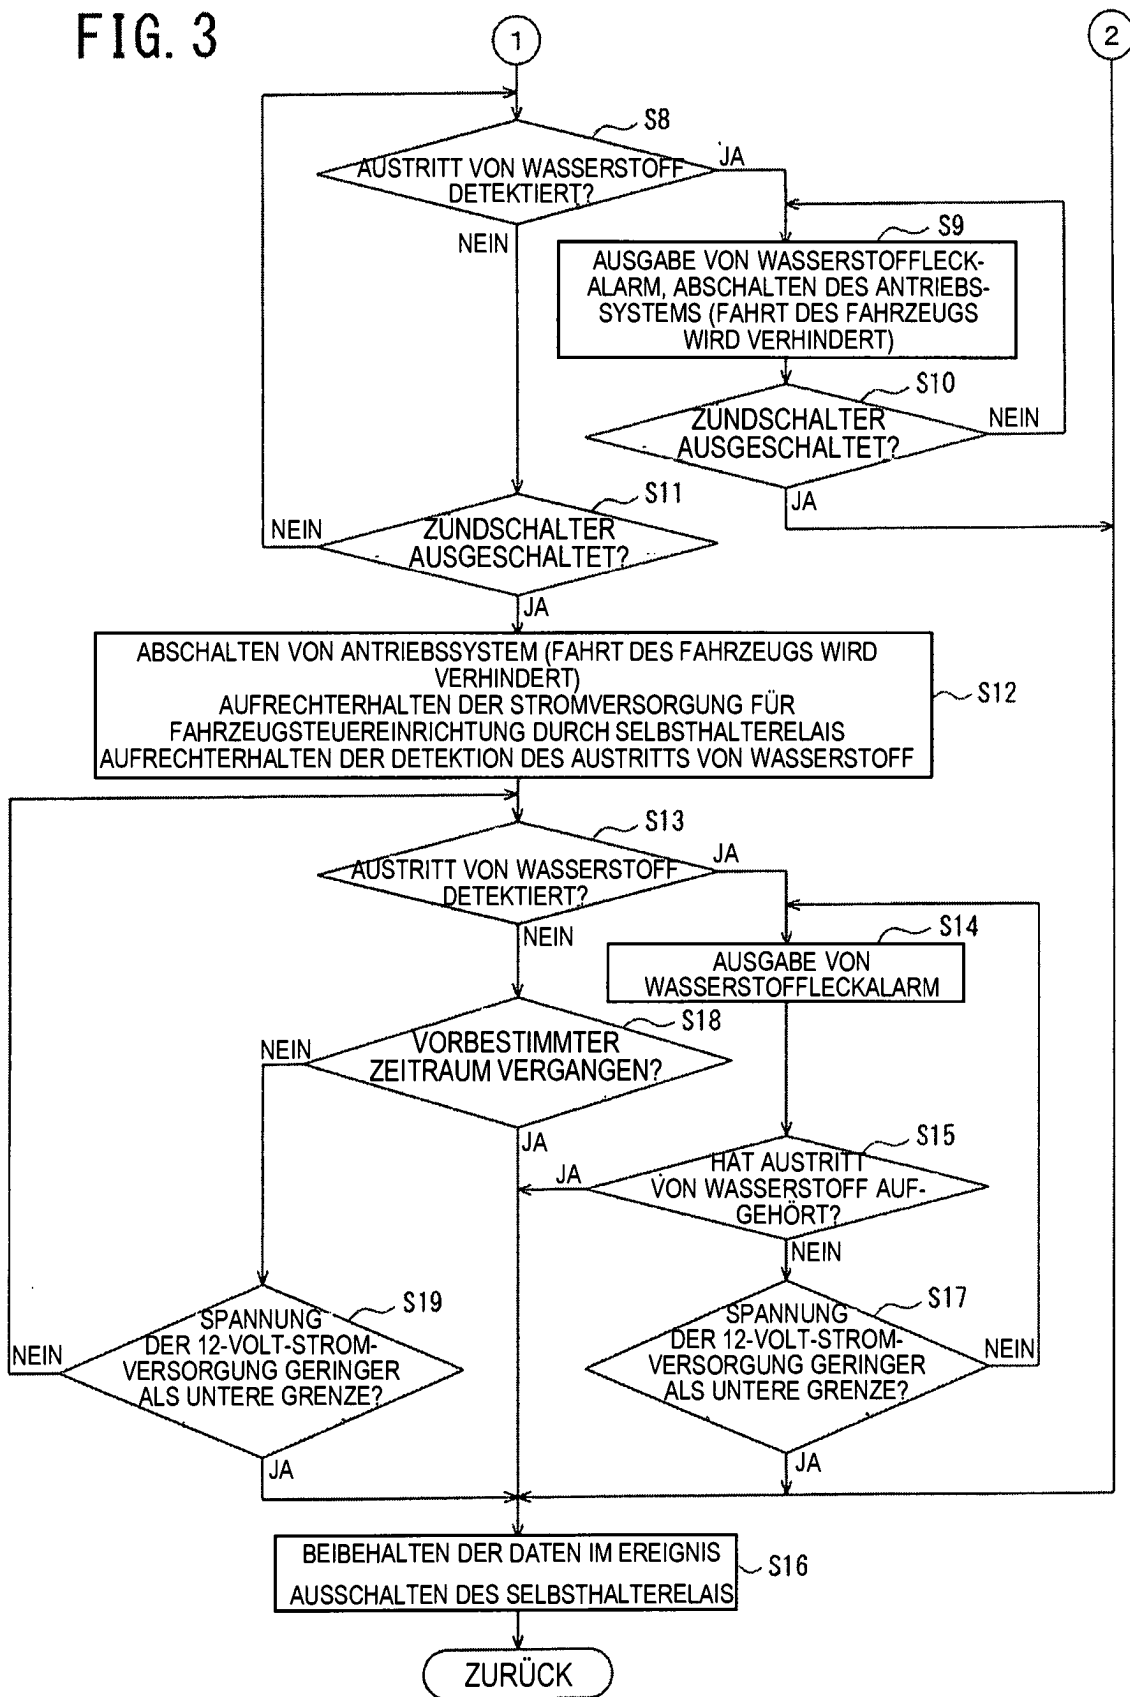 FIG. 3
1
2
S8
AUSTRITT VON WASSERSTOFF
DETEKTIERT?
JA
NEIN
S9
AUSGABE VON WASSERSTOFFLECK-
ALARM, ABSCHALTEN DES ANTRIEBS-
SYSTEMS (FAHRT DES FAHRZEUGS
WIRD VERHINDERT)
S10
ZÜNDSCHALTER
AUSGESCHALTET?
NEIN
JA
S11
ZÜNDSCHALTER
AUSGESCHALTET?
NEIN
JA
ABSCHALTEN VON ANTRIEBSSYSTEM (FAHRT DES FAHRZEUGS WIRD
VERHINDERT)
AUFRECHTERHALTEN DER STROMVERSORGUNG FÜR
FAHRZEUGSTEUEREINRICHTUNG DURCH SELBSTHALTERELAIS
AUFRECHTERHALTEN DER DETEKTION DES AUSTRITTS VON WASSERSTOFF
S12
S13
AUSTRITT VON WASSERSTOFF
DETEKTIERT?
JA
NEIN
S14
AUSGABE VON
WASSERSTOFFLECKALARM
S18
VORBESTIMMTER
ZEITRAUM VERGANGEN?
NEIN
JA
S15
HAT AUSTRITT
VON WASSERSTOFF AUF-
GEHÖRT?
JA
NEIN
S19
SPANNUNG
DER 12-VOLT-STROM-
VERSORGUNG GERINGER
ALS UNTERE GRENZE?
NEIN
JA
S17
SPANNUNG
DER 12-VOLT-STROM-
VERSORGUNG GERINGER
ALS UNTERE GRENZE?
NEIN
JA
BEIBEHALTEN DER DATEN IM EREIGNIS
AUSSCHALTEN DES SELBSTHALTERELAIS
S16
ZURÜCK